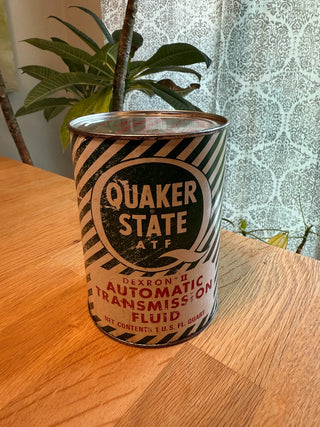 QUAKER
STATE
ATF
DEXRON®-II
AUTOMATIC
TRANSMISSION
FLUID
NET CONTENTS 1 U.S. FL. QUART